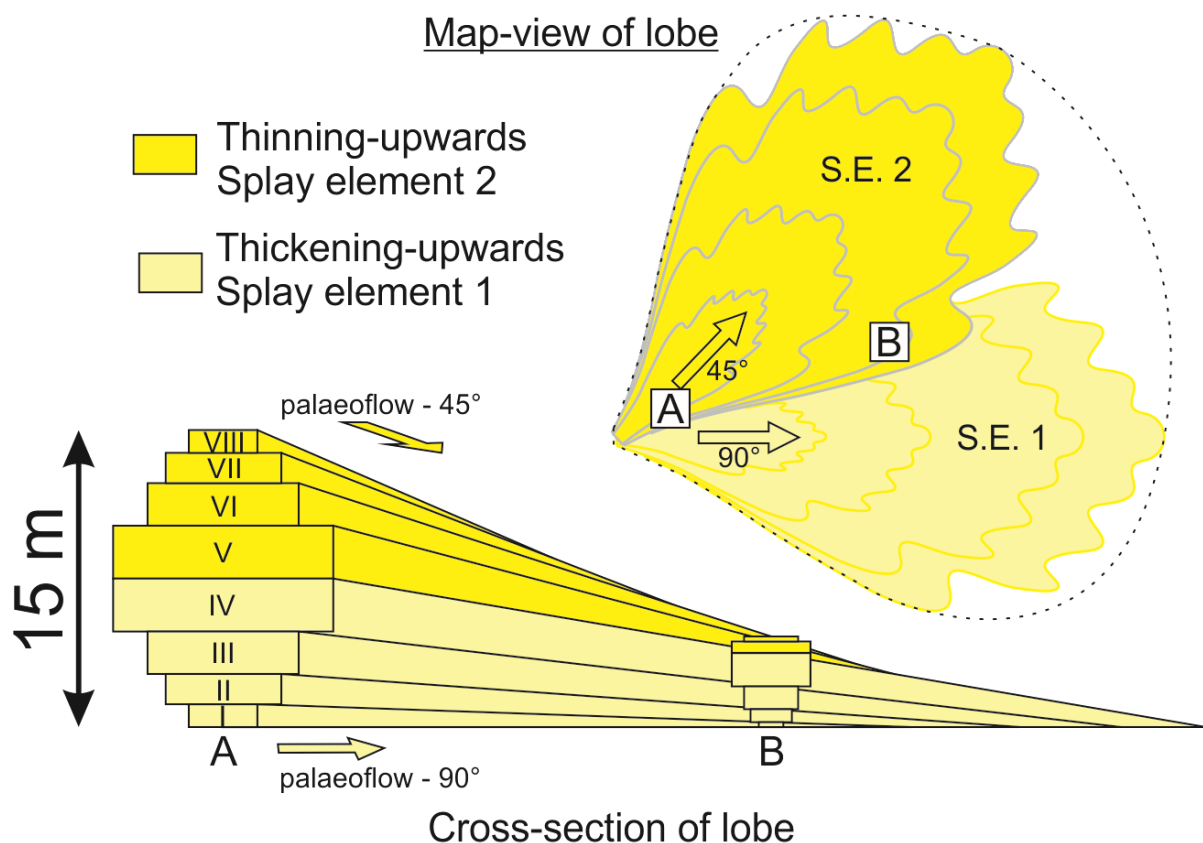 Map-view of lobe
Thinning-upwards
Splay element 2
Thickening-upwards
Splay element 1
S.E. 2
B
45°
A
90°
S.E. 1
palaeoflow - 45°
15 m
VIII
VII
VI
V
IV
III
II
I
A
B
palaeoflow - 90°
Cross-section of lobe